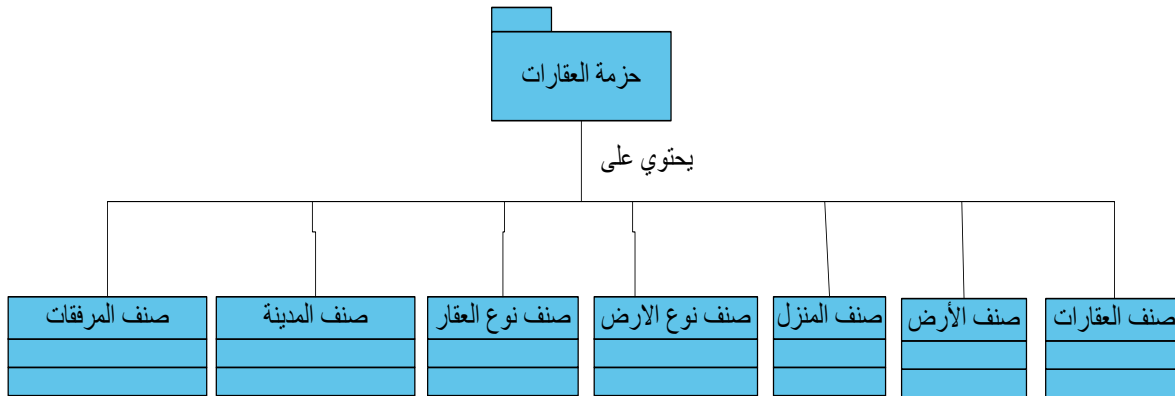 حزمة العقارات
يحتوي على
صنف العقارات
صنف الأرض
صنف المنزل
صنف نوع الارض
صنف نوع العقار
صنف المدينة
صنف المرفقات